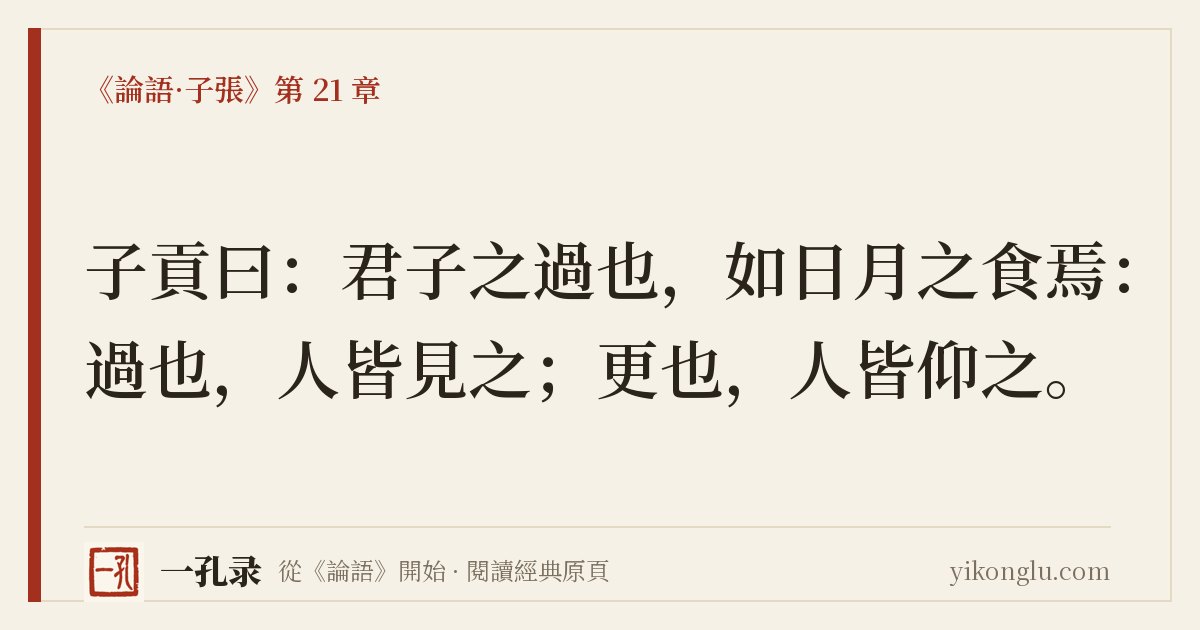 《論語·子張》第 21 章
子貢曰：君子之過也，如日月之食焉：
過也，人皆見之；更也，人皆仰之。
一孔
一孔录 從《論語》開始 · 閱讀經典原頁 yikonglu.com